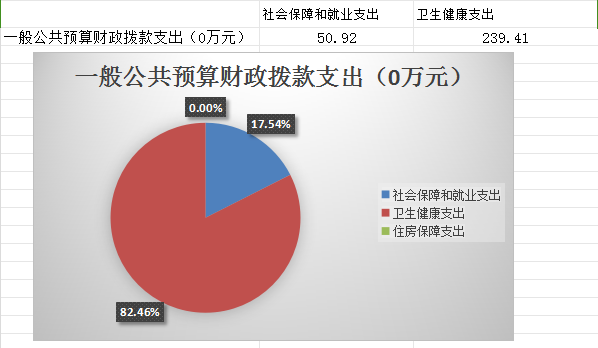 社会保障和就业支出 卫生健康支出
一般公共预算财政拨款支出（0万元） 50.92 239.41
一般公共预算财政拨款支出（0万元）
0.00%
17.54%
社会保障和就业支出
卫生健康支出
住房保障支出
82.46%